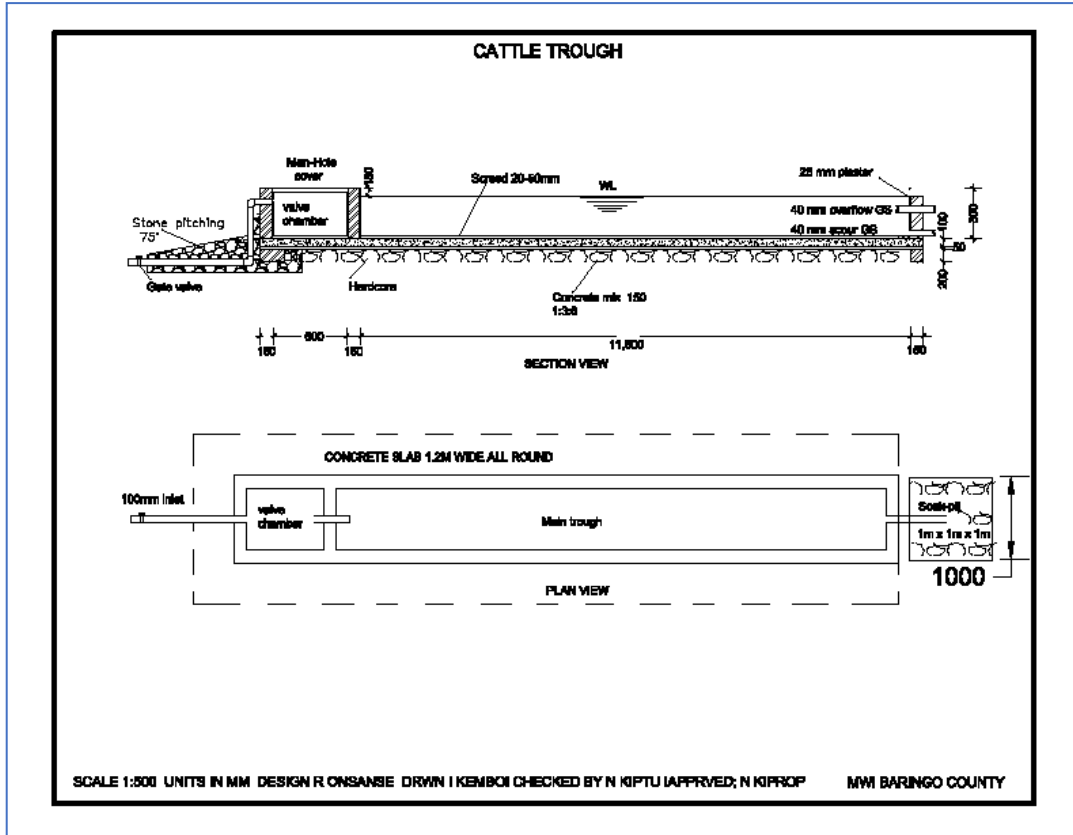 CATTLE TROUGH
Man-Hole
cover
valve
chamber
Stone pitching
75°
Gate valve
Hardcore
Screed 20-50mm
WL
25 mm plaster
40 mm overflow GS
40 mm scour GS
100
50
200
Concrete mix 150
1:3:6
600
150
150
150
SECTION VIEW
CONCRETE SLAB 1.2M WIDE ALL ROUND
100mm inlet
valve
chamber
Main trough
Soak-pit
1m x 1m x 1m
1000
PLAN VIEW
SCALE 1:500 UNITS IN MM DESIGN R ONSANSE DRWN I KEMBOI CHECKED BY N KIPTU IAPPRVED; N KIPROP MWI BARINGO COUNTY